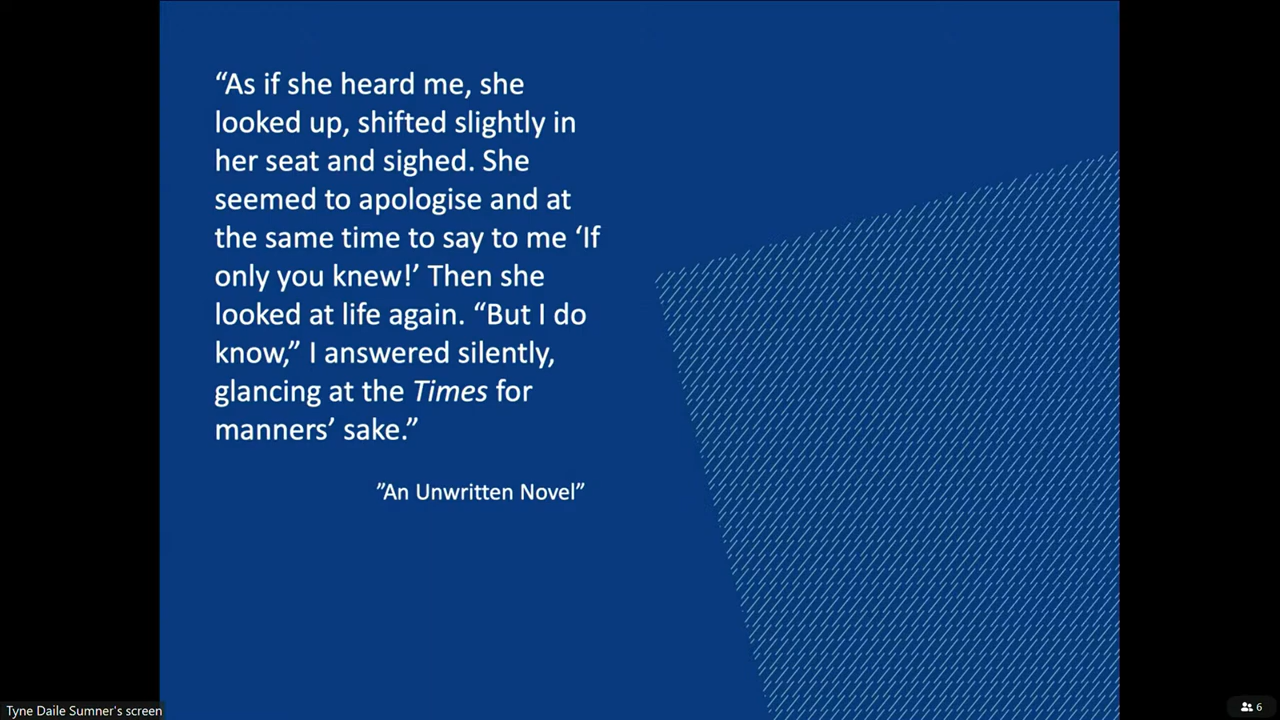 “As if she heard me, she
looked up, shifted slightly in
her seat and sighed. She
seemed to apologise and at
the same time to say to me ‘If
only you knew!’ Then she
looked at life again. “But I do
know,” I answered silently,
glancing at the Times for
manners’ sake.”
”An Unwritten Novel”
Tyne Daile Sumner's screen
6